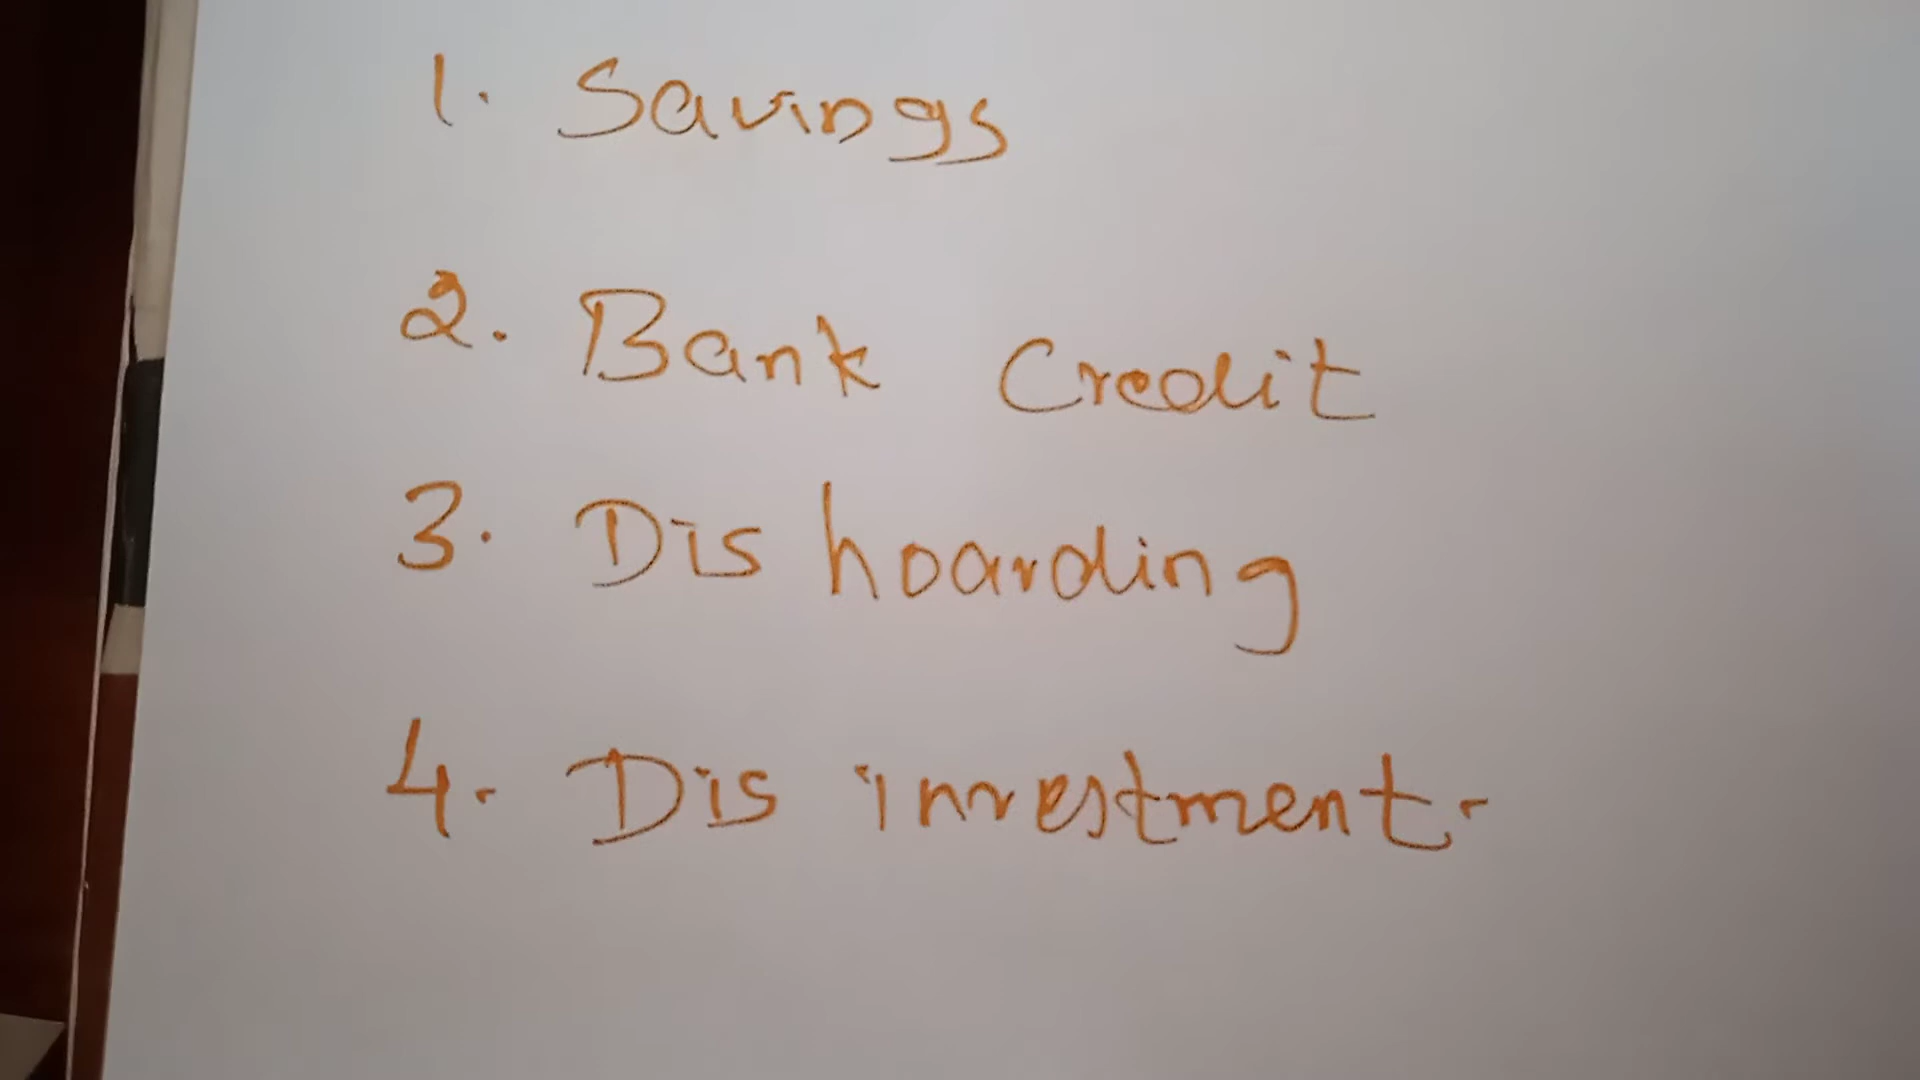 1. Savings
2. Bank Credit
3. Dis hoarding
4. Dis investment.